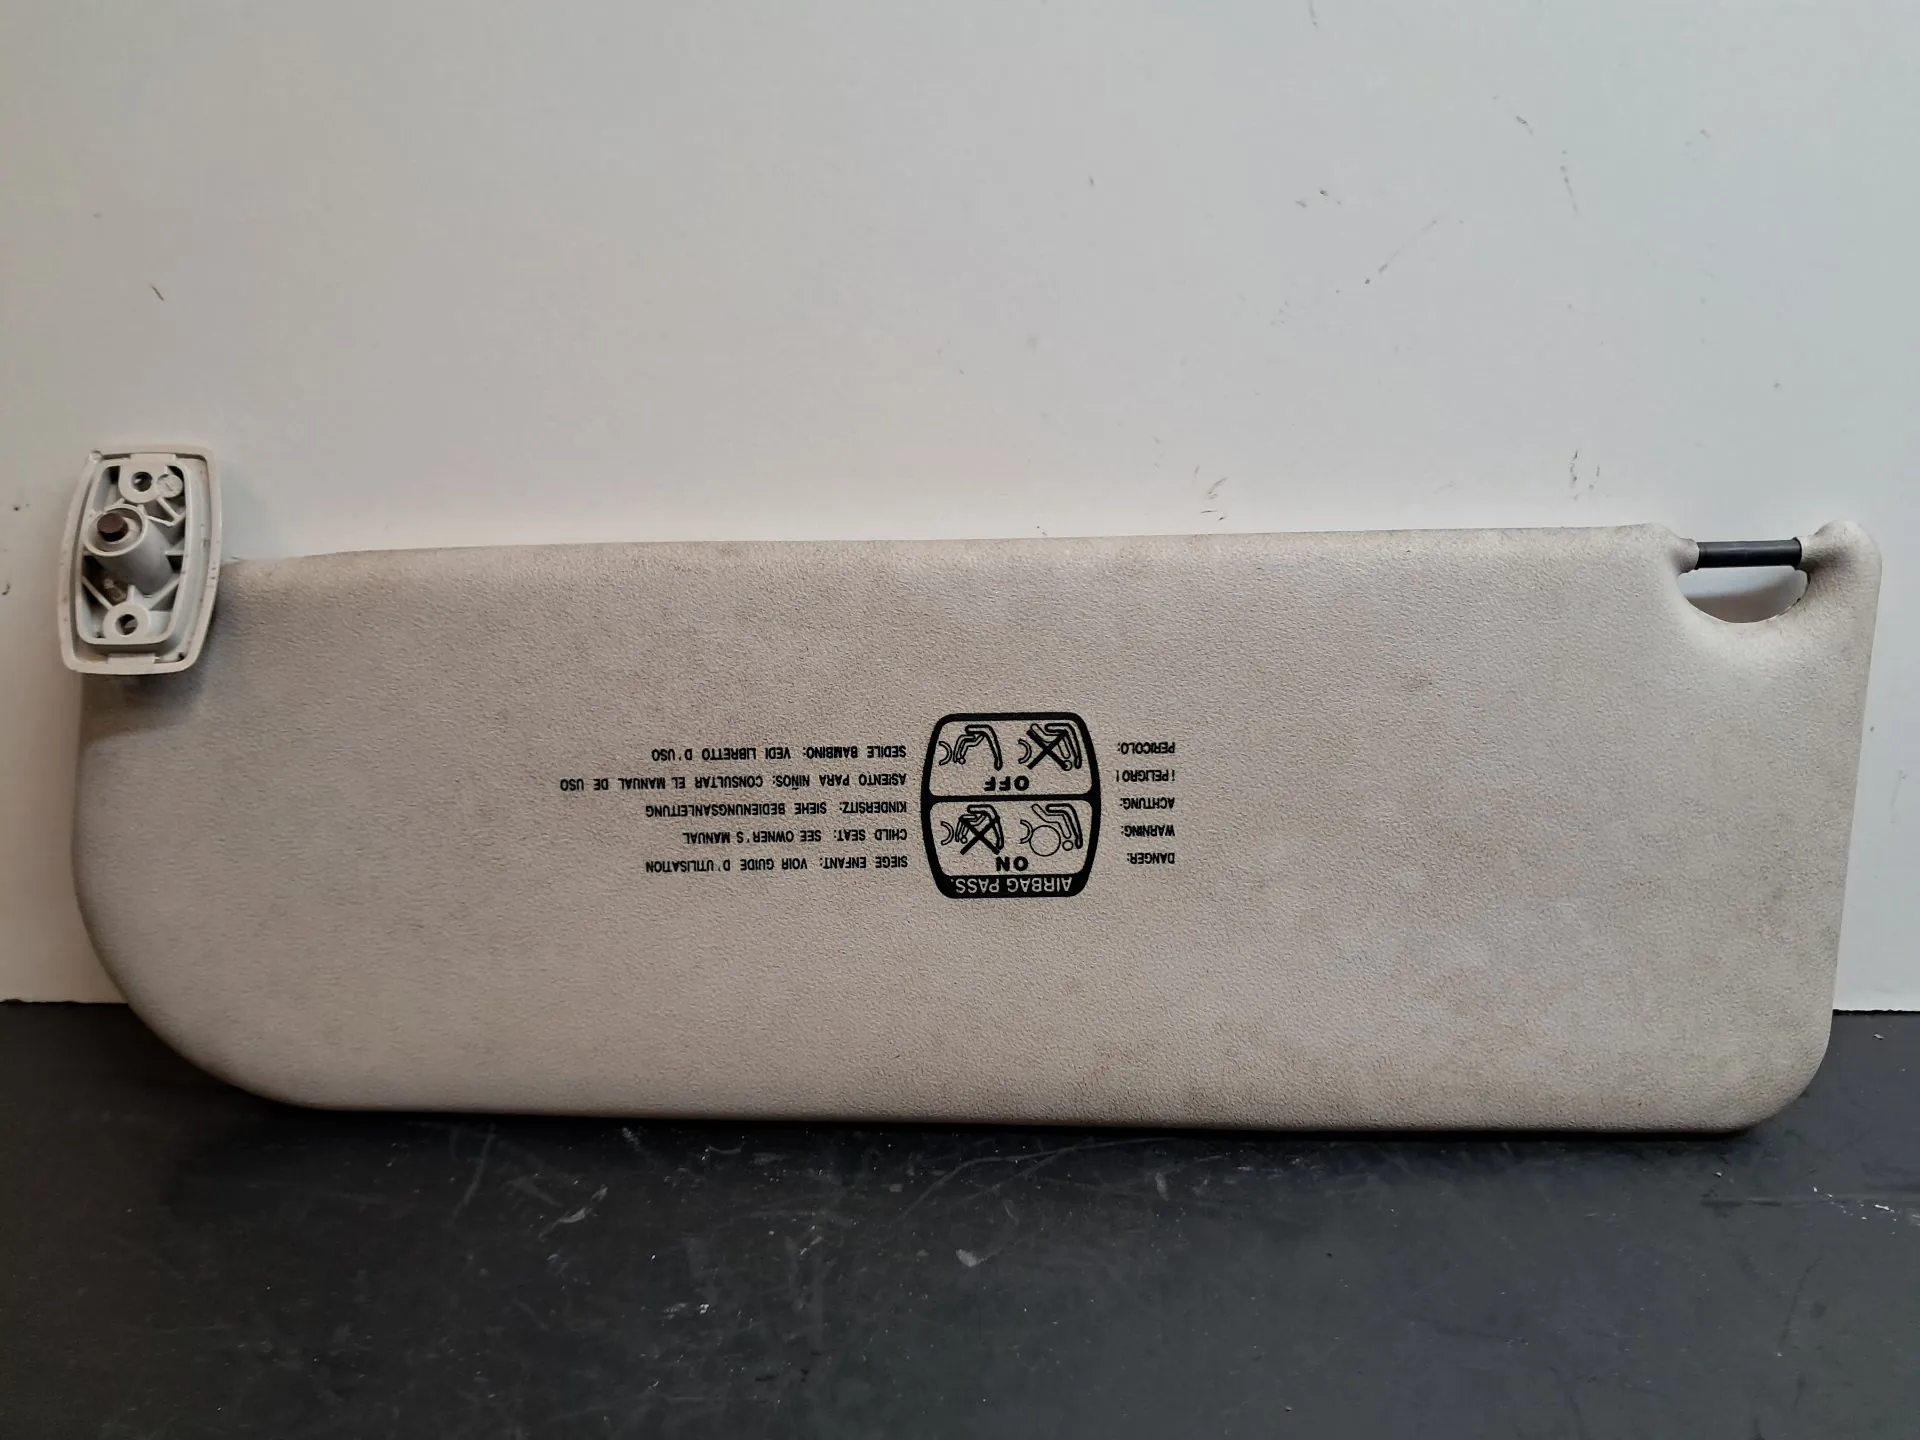 AIRBAG PASS.
ON
OFF
DANGER: SIEGE ENFANT: VOIR GUIDE D'UTILISATION
WARNING: CHILD SEAT: SEE OWNER'S MANUAL
ACHTUNG: KINDERSITZ: SIEHE BEDIENUNGSANLEITUNG
¡PELIGRO! ASIENTO PARA NIÑOS: CONSULTAR EL MANUAL DE USO
PERICOLO: SEDILE BAMBINO: VEDI LIBRETTO D'USO